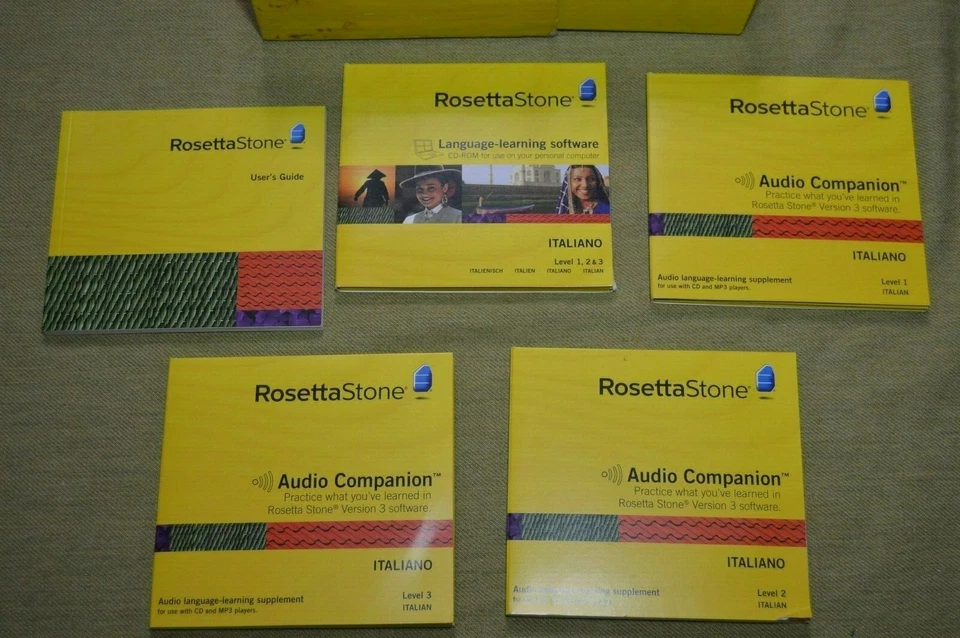 RosettaStone
User's Guide
RosettaStone
Language-learning software
CD-ROM for use on your personal computer
ITALIANO
Level 1, 2 & 3
ITALIENISCH ITALIEN ITALIANO ITALIAN
RosettaStone
Audio Companion™
Practice what you've learned in
Rosetta Stone® Version 3 software.
ITALIANO
Audio language-learning supplement
for use with CD and MP3 players.
Level 1
ITALIAN
RosettaStone®
Audio Companion™
Practice what you've learned in
Rosetta Stone® Version 3 software.
ITALIANO
Audio language-learning supplement
for use with CD and MP3 players.
Level 3
ITALIAN
RosettaStone®
Audio Companion™
Practice what you've learned in
Rosetta Stone® Version 3 software.
ITALIANO
Audio language-learning supplement
Level 2
ITALIAN